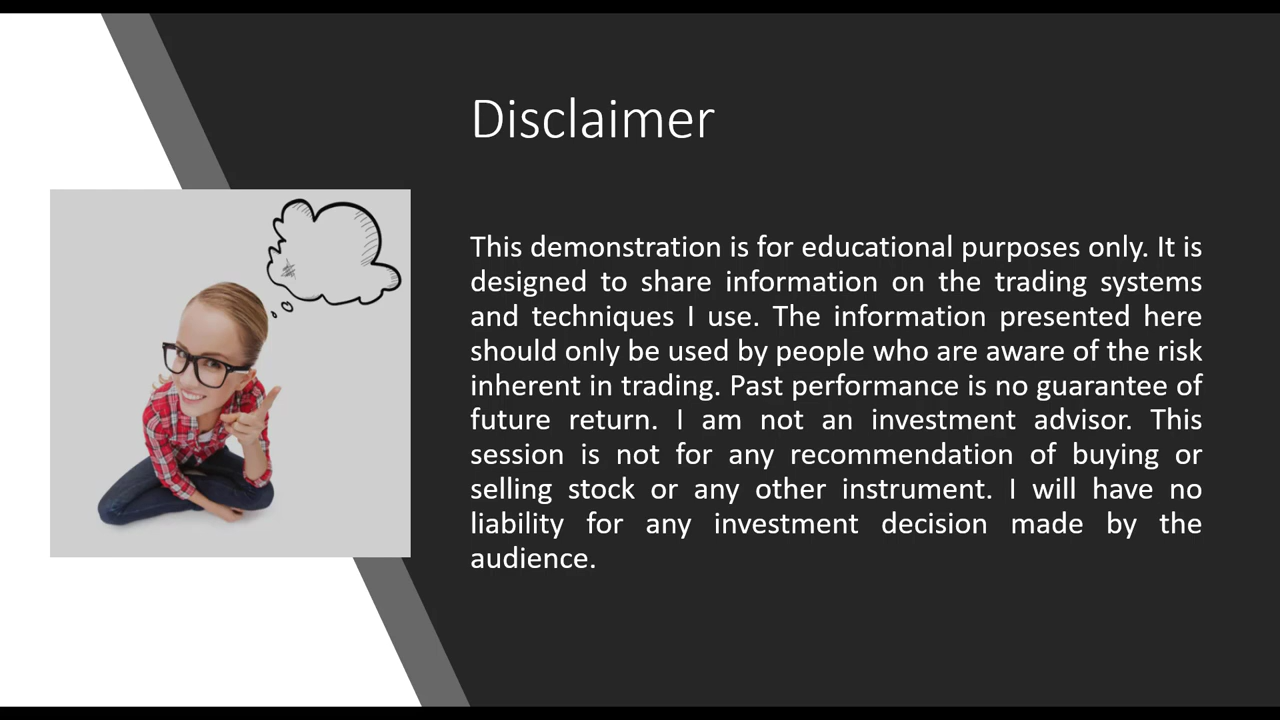 Disclaimer
This demonstration is for educational purposes only. It is
designed to share information on the trading systems
and techniques I use. The information presented here
should only be used by people who are aware of the risk
inherent in trading. Past performance is no guarantee of
future return. I am not an investment advisor. This
session is not for any recommendation of buying or
selling stock or any other instrument. I will have no
liability for any investment decision made by the
audience.